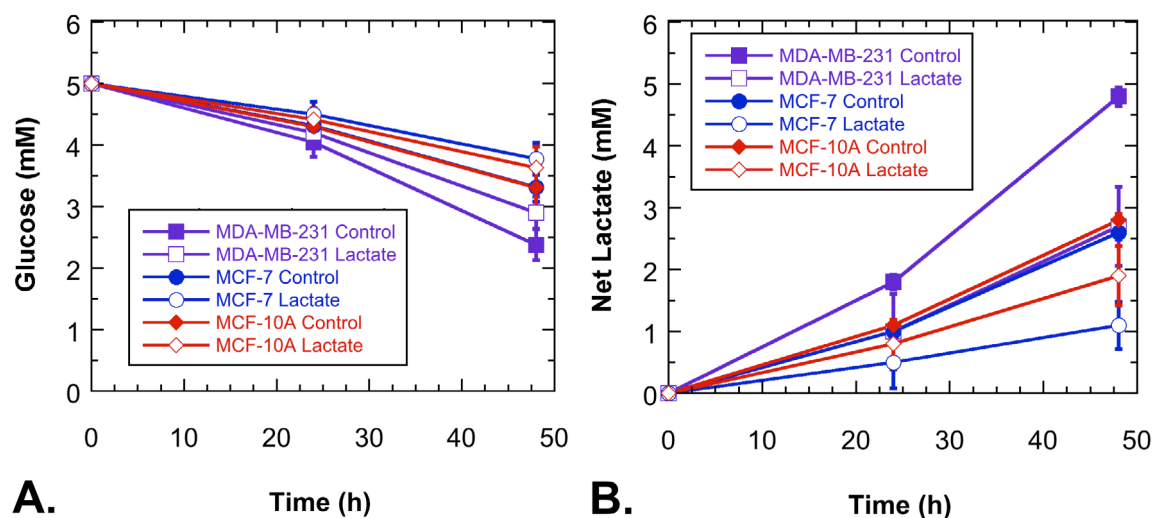 6
5
4
3
2
1
0
Glucose (mM)
MDA-MB-231 Control
MDA-MB-231 Lactate
MCF-7 Control
MCF-7 Lactate
MCF-10A Control
MCF-10A Lactate
0 10 20 30 40 50
Time (h)
A.
6
5
4
3
2
1
0
Net Lactate (mM)
MDA-MB-231 Control
MDA-MB-231 Lactate
MCF-7 Control
MCF-7 Lactate
MCF-10A Control
MCF-10A Lactate
0 10 20 30 40 50
Time (h)
B.